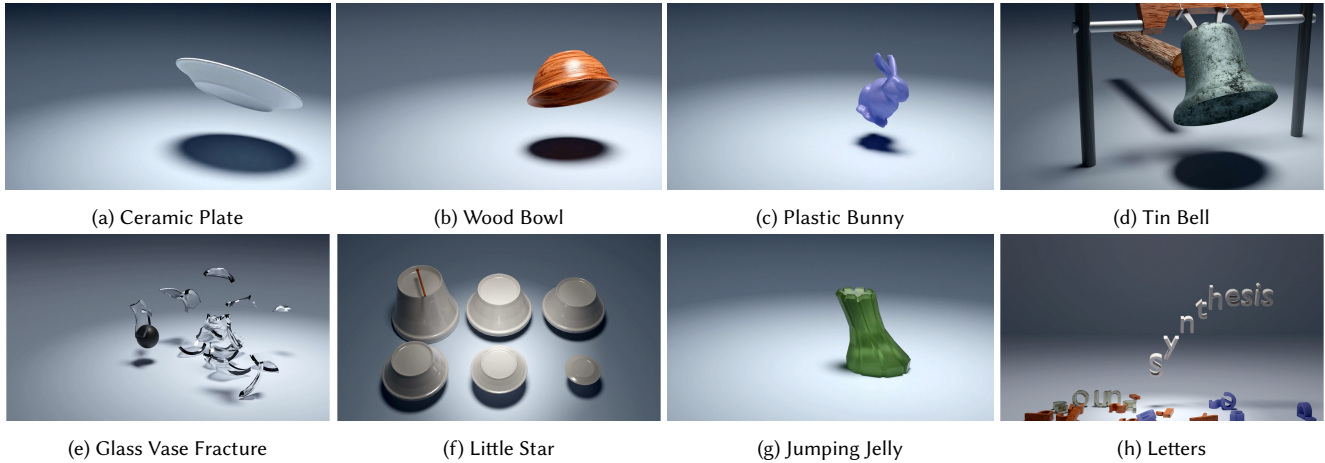 (a) Ceramic Plate
(b) Wood Bowl
(c) Plastic Bunny
(d) Tin Bell
synthesis
(e) Glass Vase Fracture
(f) Little Star
(g) Jumping Jelly
(h) Letters